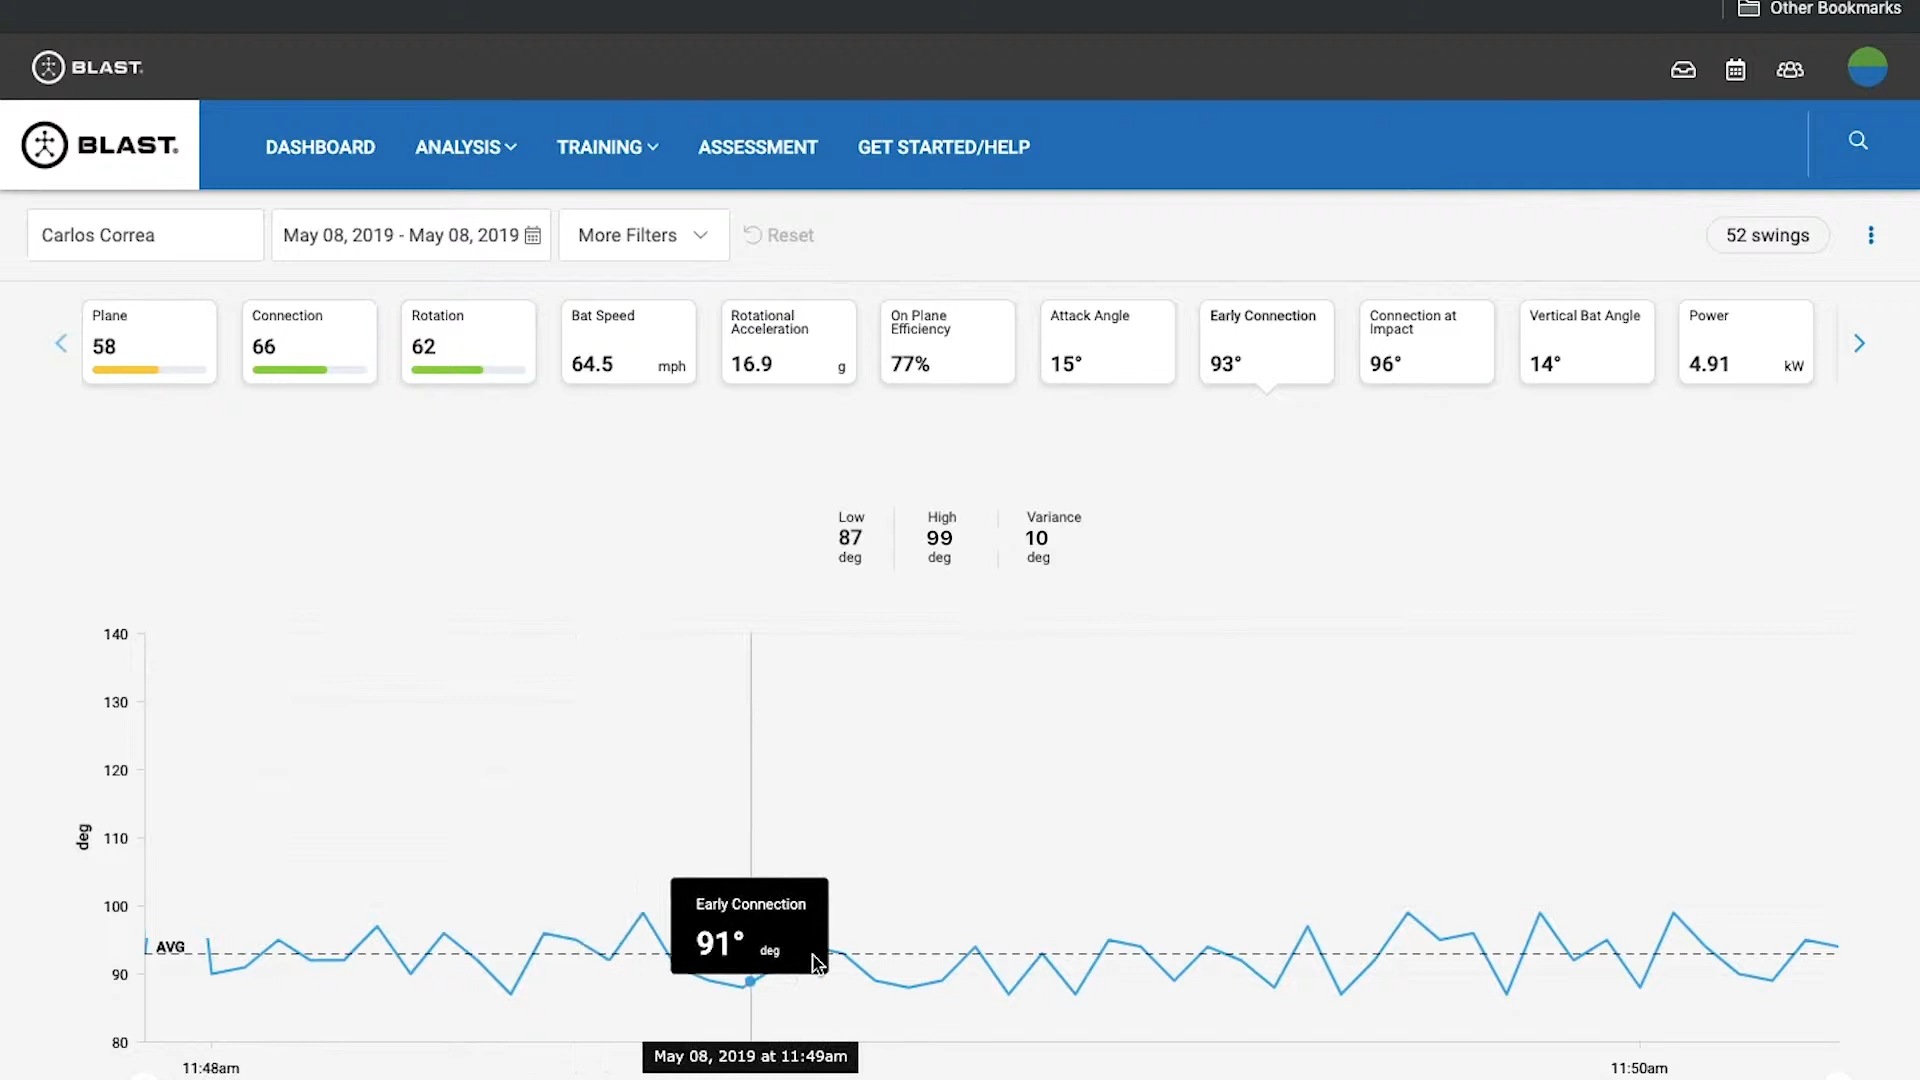 Other Bookmarks
BLAST.
BLAST.
DASHBOARD ANALYSIS TRAINING ASSESSMENT GET STARTED/HELP
Carlos Correa May 08, 2019 - May 08, 2019 More Filters Reset 52 swings
Plane
58
Connection
66
Rotation
62
Bat Speed
64.5 mph
Rotational
Acceleration
16.9 g
On Plane
Efficiency
77%
Attack Angle
15°
Early Connection
93°
Connection at
Impact
96°
Vertical Bat Angle
14°
Power
4.91 kW
Low
87
deg
High
99
deg
Variance
10
deg
140
130
120
110
deg
100
AVG
90
80
Early Connection
91° deg
May 08, 2019 at 11:49am
11:48am 11:50am